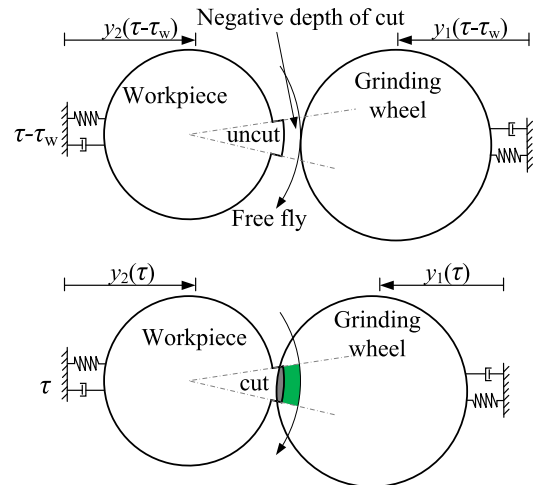 Negative depth of cut
y₂(τ-τw)
y₁(τ-τw)
Workpiece
Grinding
wheel
uncut
τ-τw
Free fly
y₂(τ)
y₁(τ)
Workpiece
Grinding
wheel
cut
τ